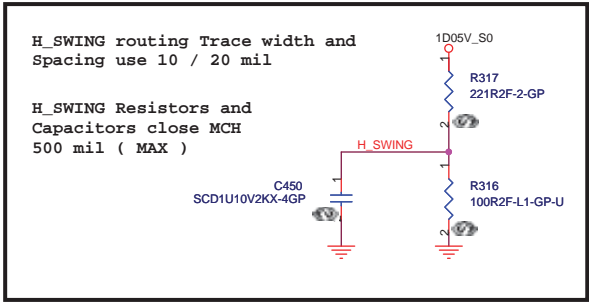 H_SWING routing Trace width and
Spacing use 10 / 20 mil
H_SWING Resistors and
Capacitors close MCH
500 mil ( MAX )
1D05V_S0
1
R317
221R2F-2-GP
2
H_SWING
1
C450
SCD1U10V2KX-4GP
1
R316
100R2F-L1-GP-U
2